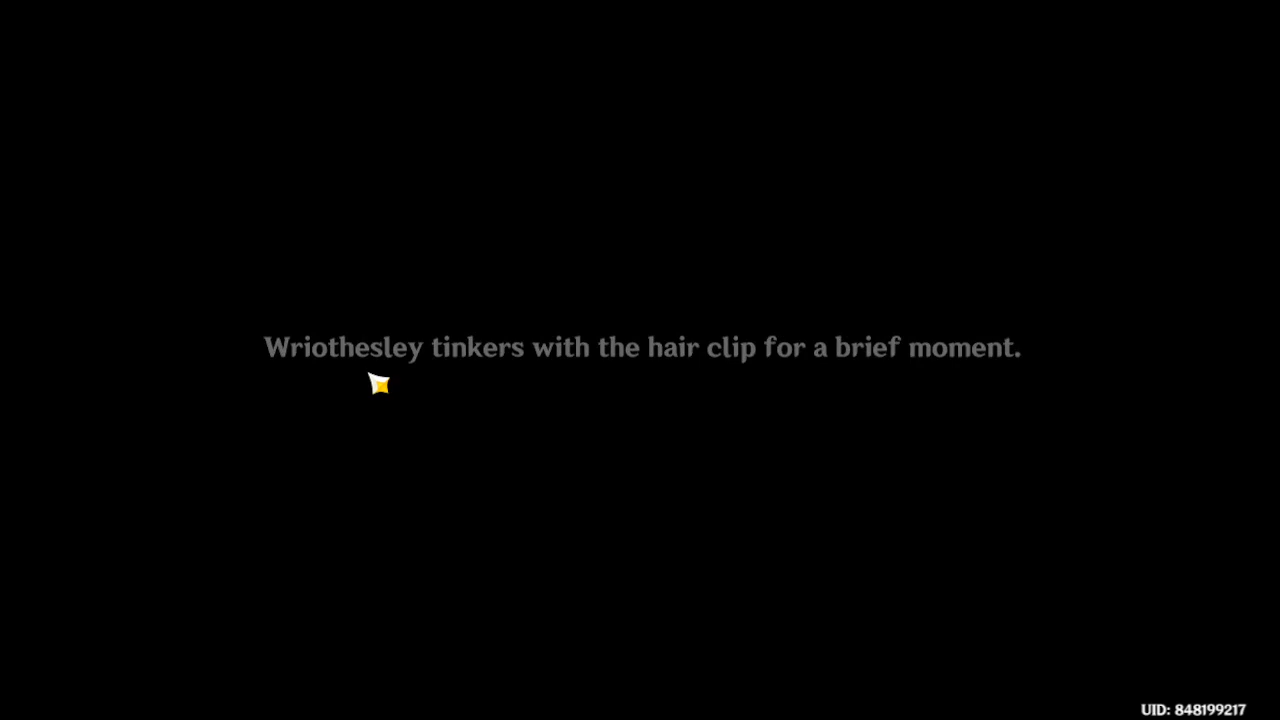 Wriothesley tinkers with the hair clip for a brief moment.
UID: 848199217